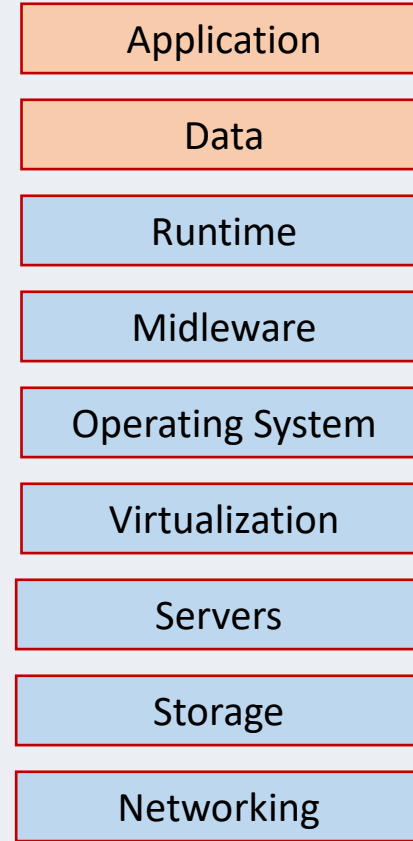 Application
Data
Runtime
Midleware
Operating System
Virtualization
Servers
Storage
Networking